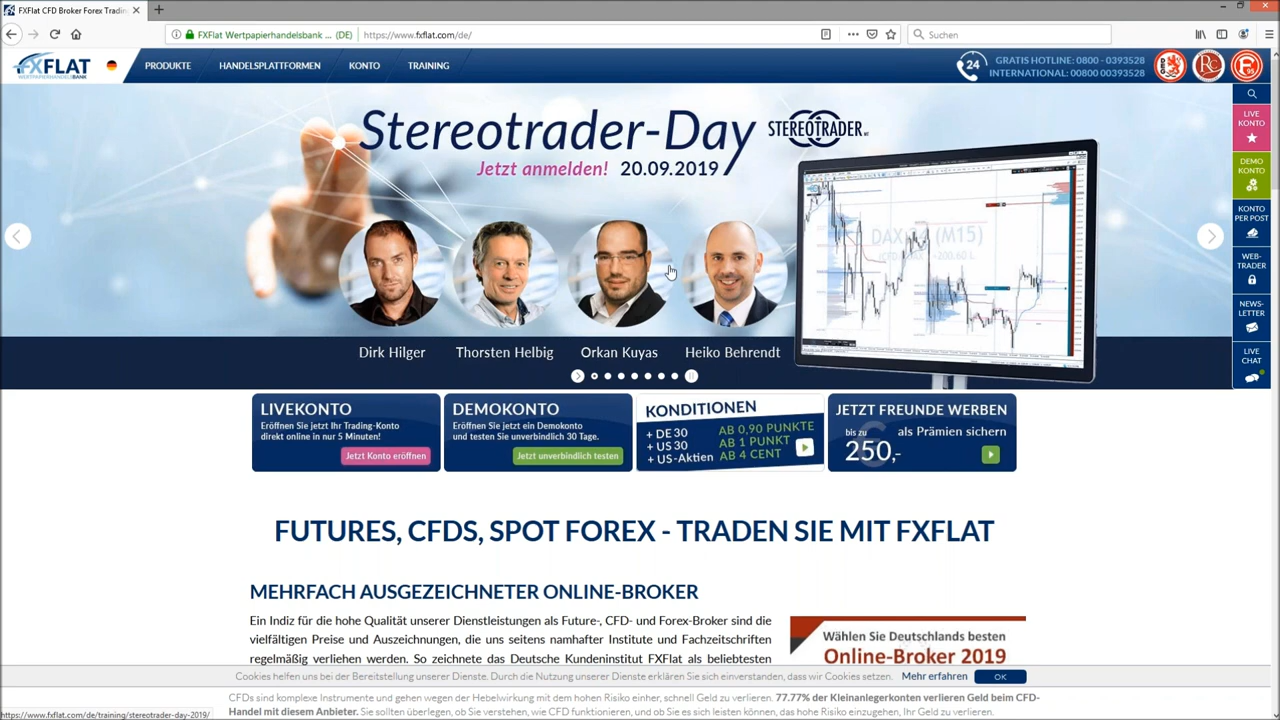 FXFlat CFD Broker Forex Tradin
FXFlat Wertpapierhandelsbank ... (DE)
https://www.fxflat.com/de/
Suchen
FXFLAT
WERTPAPIERHANDELSBANK
PRODUKTE
HANDELSPLATTFORMEN
KONTO
TRAINING
24
GRATIS HOTLINE: 0800 - 0393528
INTERNATIONAL: 00800 00393528
Stereotrader-Day
STEREOTRADER
Jetzt anmelden! 20.09.2019
LIVE
KONTO
DEMO
KONTO
KONTO
PER POST
WEB-
TRADER
NEWS-
LETTER
LIVE
CHAT
Dirk Hilger
Thorsten Helbig
Orkan Kuyas
Heiko Behrendt
LIVEKONTO
Eröffnen Sie jetzt Ihr Trading-Konto
direkt online in nur 5 Minuten!
Jetzt Konto eröffnen
DEMOKONTO
Eröffnen Sie jetzt ein Demokonto
und testen Sie unverbindlich 30 Tage.
Jetzt unverbindlich testen
KONDITIONEN
+ DE30 AB 0,90 PUNKTE
+ US30 AB 1 PUNKT
+ US-Aktien AB 4 CENT
JETZT FREUNDE WERBEN
bis zu als Prämien sichern
250,-
FUTURES, CFDS, SPOT FOREX - TRADEN SIE MIT FXFLAT
MEHRFACH AUSGEZEICHNETER ONLINE-BROKER
Ein Indiz für die hohe Qualität unserer Dienstleistungen als Future-, CFD- und Forex-Broker sind die
vielfältigen Preise und Auszeichnungen, die uns seitens namhafter Institute und Fachzeitschriften
regelmäßig verliehen werden. So zeichnete das Deutsche Kundeninstitut FXFlat als beliebtesten
Wählen Sie Deutschlands besten
Online-Broker 2019
Cookies helfen uns bei der Bereitstellung unserer Dienste. Durch die Nutzung unserer Dienste erklären Sie sich einverstanden, dass wir Cookies setzen. Mehr erfahren OK
CFDs sind komplexe Instrumente und gehen wegen der Hebelwirkung mit dem hohen Risiko einher, schnell Geld zu verlieren. 77.77% der Kleinanlegerkonten verlieren Geld beim CFD-
Handel mit diesem Anbieter. Sie sollten überlegen, ob Sie verstehen, wie CFD funktionieren, und ob Sie es sich leisten können, das hohe Risiko einzugehen, Ihr Geld zu verlieren.
https://www.fxflat.com/de/training/stereotrader-day-2019/